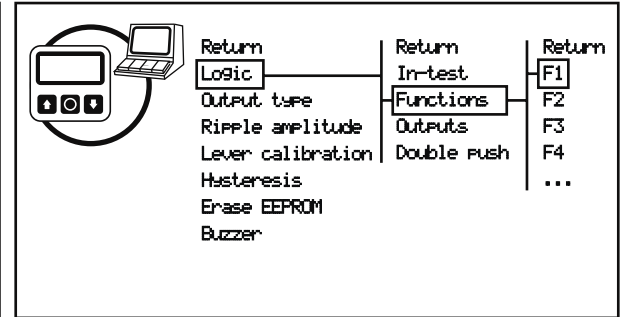 Return
Logic
Output type
Ripple amplitude
Lever calibration
Hysteresis
Erase EEPROM
Buzzer
Return
In-test
Functions
Outputs
Double push
Return
F1
F2
F3
F4
...